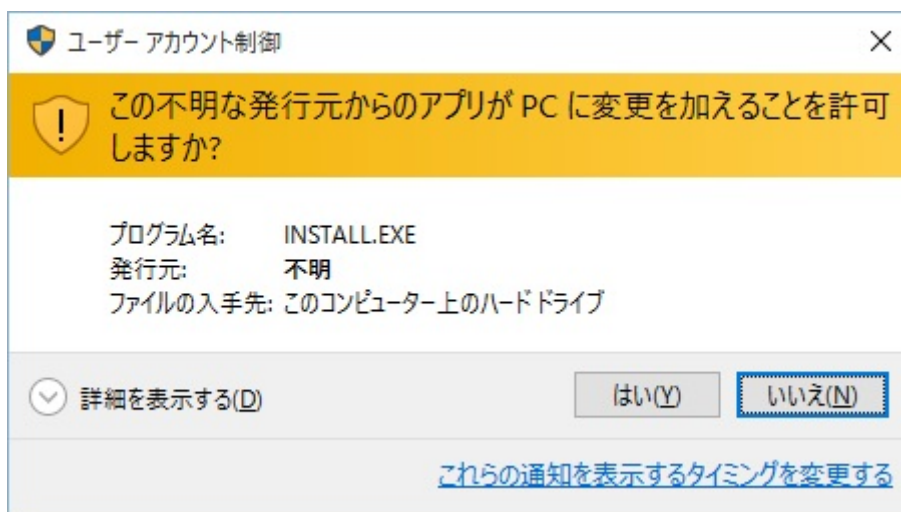 ユーザー アカウント制御
この不明な発行元からのアプリが PC に変更を加えることを許可
しますか?
プログラム名: INSTALL.EXE
発行元: 不明
ファイルの入手先: このコンピューター上のハード ドライブ
詳細を表示する(D) はい(Y) いいえ(N)
これらの通知を表示するタイミングを変更する